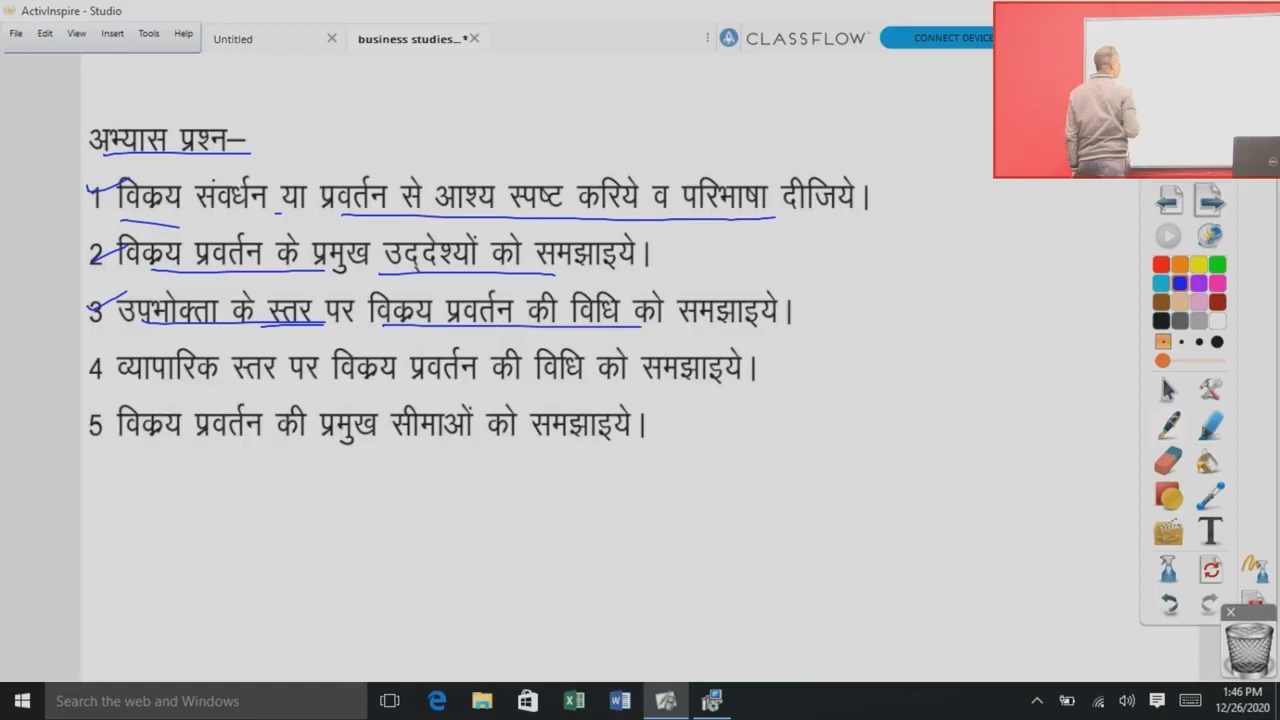 ActivInspire - Studio
File Edit View Insert Tools Help
Untitled
business studies...*
CLASSFLOW
CONNECT DEVICE
अभ्यास प्रश्न–
1 विक्रय संवर्धन या प्रवर्तन से आश्य स्पष्ट करिये व परिभाषा दीजिये।
2 विक्रय प्रवर्तन के प्रमुख उद्देश्यों को समझाइये।
3 उपभोक्ता के स्तर पर विक्रय प्रवर्तन की विधि को समझाइये।
4 व्यापारिक स्तर पर विक्रय प्रवर्तन की विधि को समझाइये।
5 विक्रय प्रवर्तन की प्रमुख सीमाओं को समझाइये।
Search the web and Windows
1:46 PM
12/26/2020